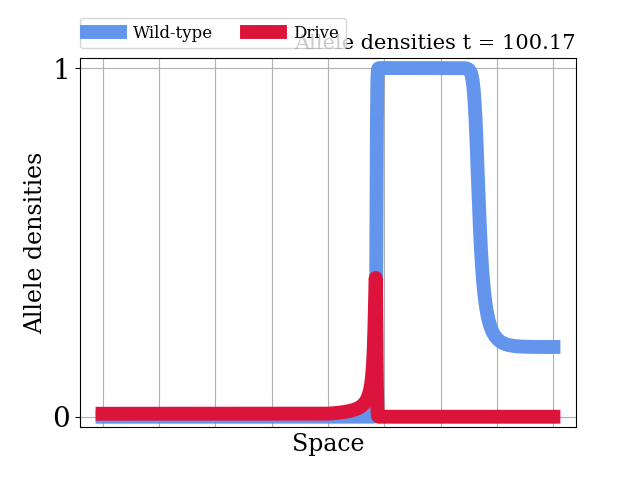 Wild-type
Drive
Allele densities t = 100.17
1
Allele densities
0
Space